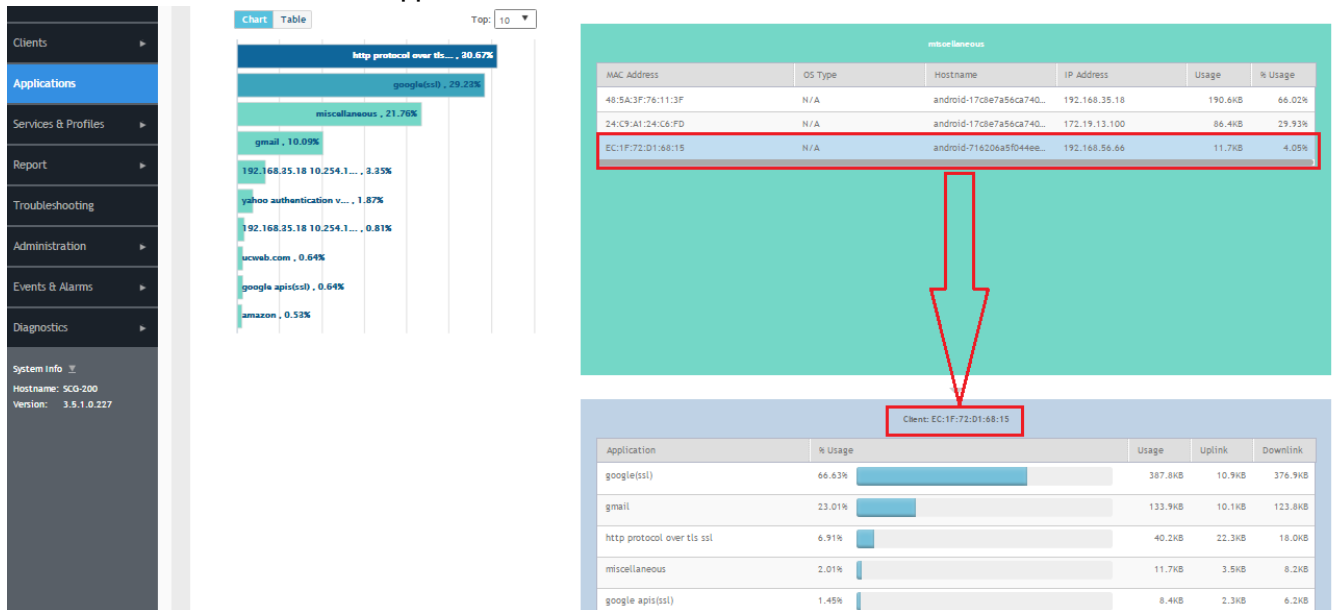 Chart Table Top: 10
Clients
Applications
Services & Profiles
Report
Troubleshooting
Administration
Events & Alarms
Diagnostics
System Info
Hostname: SCG-200
Version: 3.5.1.0.227
http protocol over tls... , 30.67%
google(ssl) , 29.23%
miscellaneous , 21.76%
gmail , 10.09%
192.168.35.18 10.254.1... , 3.35%
yahoo authentication v... , 1.87%
192.168.35.18 10.254.1... , 0.81%
ucweb.com , 0.64%
google apis(ssl) , 0.64%
amazon , 0.53%
miscellaneous
MAC Address OS Type Hostname IP Address Usage % Usage
48:5A:3F:76:11:3F N/A android-17c8e7a56ca740... 192.168.35.18 190.6KB 66.02%
24:C9:A1:24:C6:FD N/A android-17c8e7a56ca740... 172.19.13.100 86.4KB 29.93%
EC:1F:72:D1:68:15 N/A android-716206a5f044ee... 192.168.56.66 11.7KB 4.05%
Client: EC:1F:72:D1:68:15
Application % Usage Usage Uplink Downlink
google(ssl) 66.63% 387.8KB 10.9KB 376.9KB
gmail 23.01% 133.9KB 10.1KB 123.8KB
http protocol over tls ssl 6.91% 40.2KB 22.3KB 18.0KB
miscellaneous 2.01% 11.7KB 3.5KB 8.2KB
google apis(ssl) 1.45% 8.4KB 2.3KB 6.2KB